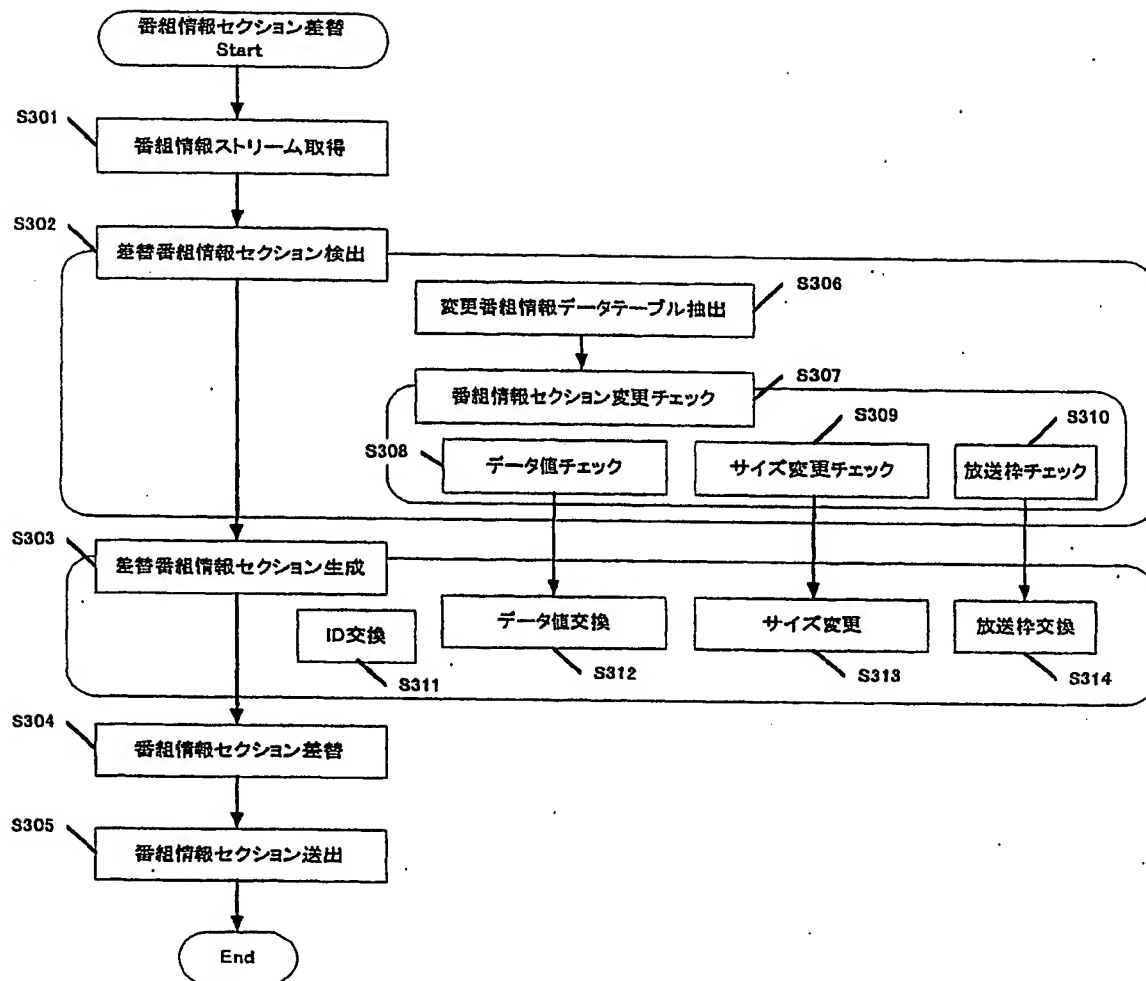 番組情報セクション差替
Start
S301
番組情報ストリーム取得
S302
差替番組情報セクション検出
S306
変更番組情報データテーブル抽出
S307
番組情報セクション変更チェック
S308
データ値チェック
S309
サイズ変更チェック
S310
放送枠チェック
S303
差替番組情報セクション生成
ID交換
S311
データ値交換
S312
サイズ変更
S313
放送枠交換
S314
S304
番組情報セクション差替
S305
番組情報セクション送出
End